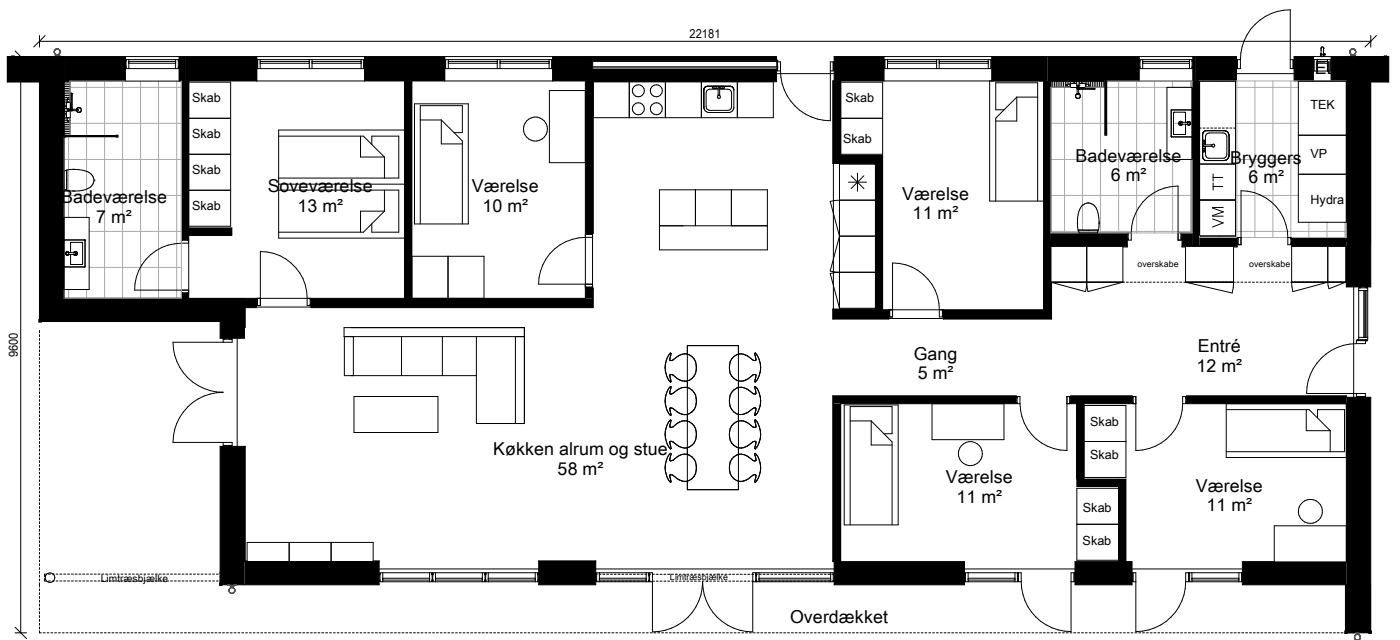 22181
9600
Badeværelse
7 m²
Skab
Skab
Skab
Skab
Soveværelse
13 m²
Værelse
10 m²
Skab
Skab
Værelse
11 m²
Badeværelse
6 m²
Bryggers
6 m²
TT
VM
TEK
VP
Hydra
overskabe
overskabe
Gang
5 m²
Entré
12 m²
Køkken alrum og stue
58 m²
Værelse
11 m²
Skab
Skab
Skab
Skab
Værelse
11 m²
Limtræsbjælke
Limtræsbjælke
Overdækket